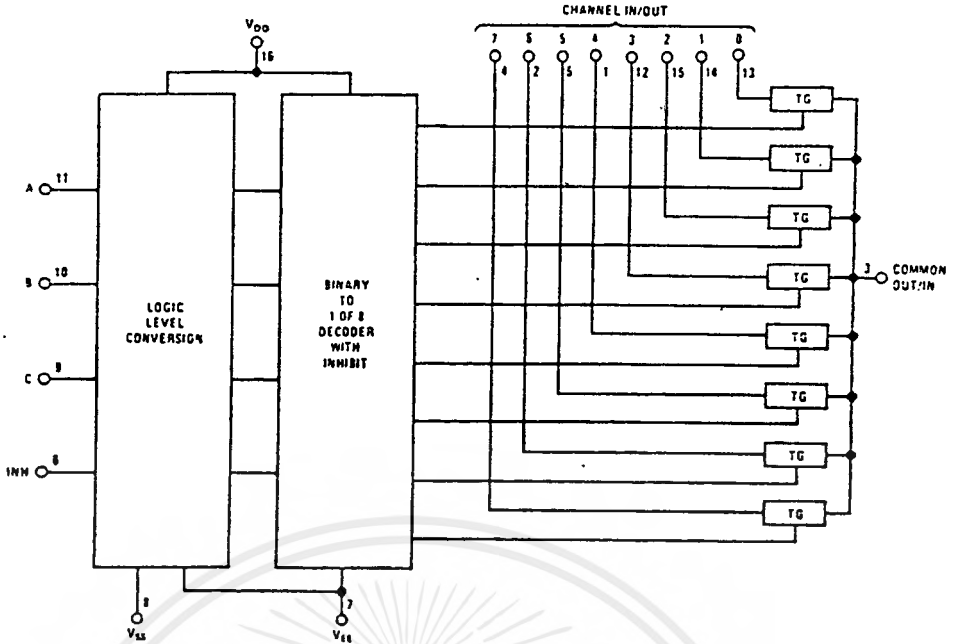 CHANNEL IN/OUT
7 6 5 4 3 2 1 0
4 2 5 1 12 15 14 13
VDD
16
TG
TG
TG
TG
TG
TG
TG
TG
A 11
B 10
C 9
INH 6
LOGIC
LEVEL
CONVERSION
BINARY
TO
1 OF 8
DECODER
WITH
INHIBIT
3 COMMON
OUT/IN
8
VSS
7
VEE